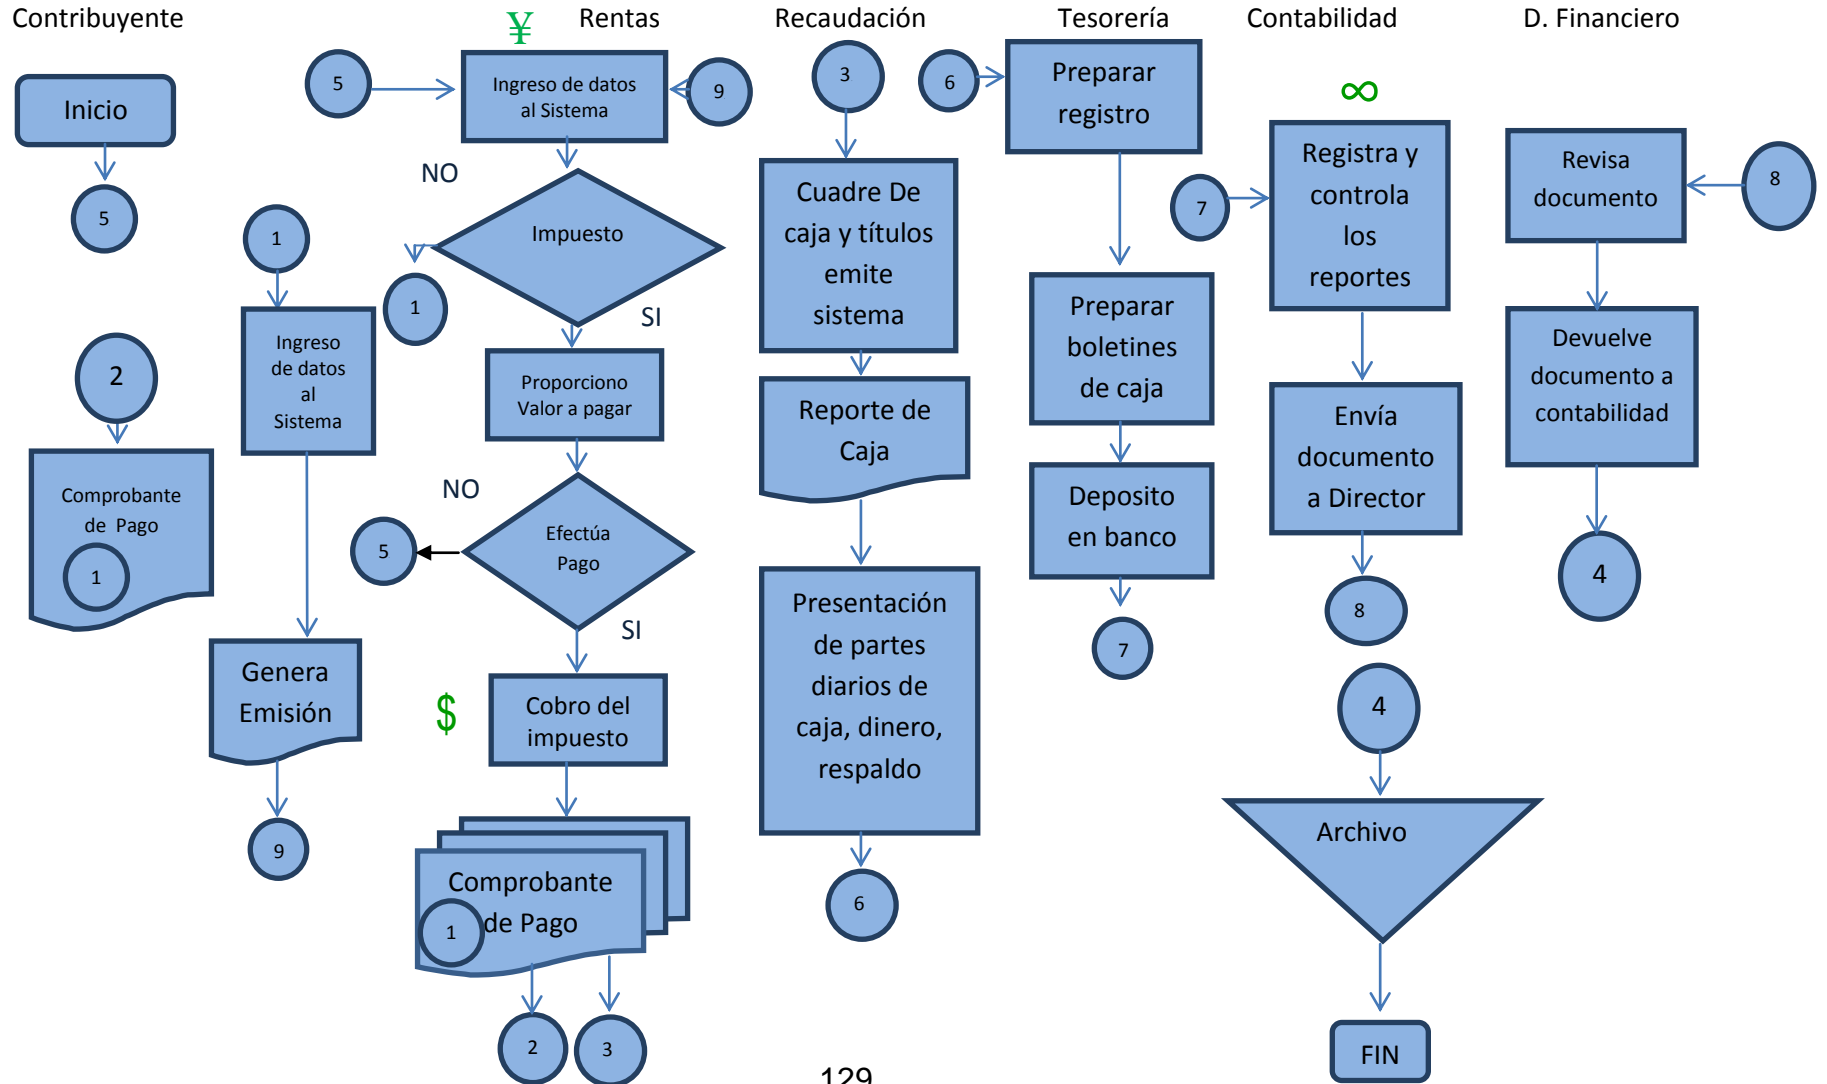 Contribuyente
¥
Rentas
Recaudación
Tesorería
Contabilidad
D. Financiero
Inicio
5
2
Comprobante
de Pago
1
1
Ingreso
de datos
al
Sistema
Genera
Emisión
9
5
Ingreso de datos
al Sistema
9
NO
Impuesto
1
SI
Proporciono
Valor a pagar
NO
Efectúa
Pago
5
SI
$
Cobro del
impuesto
Comprobante
de Pago
1
2
3
3
Cuadre De
caja y títulos
emite
sistema
Reporte de
Caja
Presentación
de partes
diarios de
caja, dinero,
respaldo
6
6
Preparar
registro
Preparar
boletines
de caja
Deposito
en banco
7
∞
7
Registra y
controla
los
reportes
Envía
documento
a Director
8
4
Archivo
FIN
Revisa
documento
8
Devuelve
documento a
contabilidad
4
129